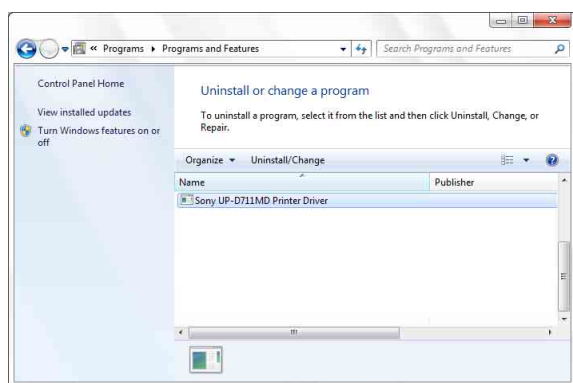 « Programs ▸ Programs and Features
Search Programs and Features
Control Panel Home
View installed updates
Turn Windows features on or
off
Uninstall or change a program
To uninstall a program, select it from the list and then click Uninstall, Change, or
Repair.
Organize Uninstall/Change
Name Publisher
Sony UP-D711MD Printer Driver